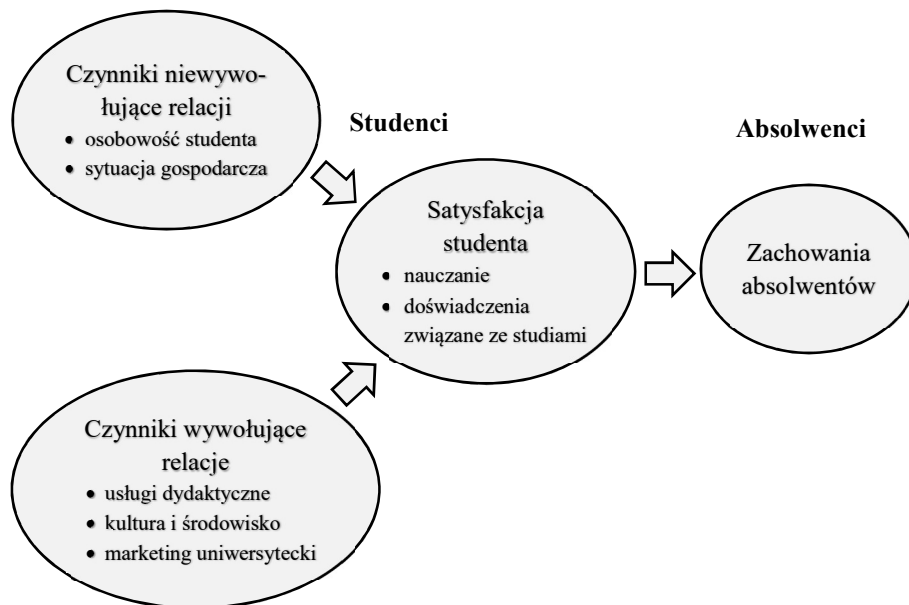 Czynniki niewywo-
łujące relacji
• osobowość studenta
• sytuacja gospodarcza
Studenci
Absolwenci
Satysfakcja
studenta
• nauczanie
• doświadczenia
związane ze studiami
Zachowania
absolwentów
Czynniki wywołujące
relacje
• usługi dydaktyczne
• kultura i środowisko
• marketing uniwersytecki